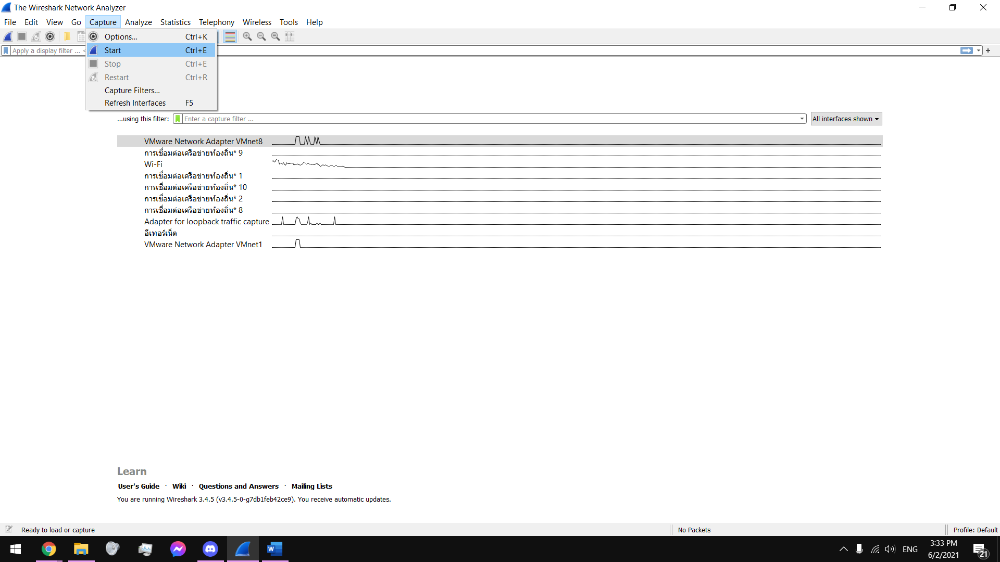 The Wireshark Network Analyzer
File Edit View Go Capture Analyze Statistics Telephony Wireless Tools Help
Options... Ctrl+K
Apply a display filter ... <
Start Ctrl+E
Stop Ctrl+E
Restart Ctrl+R
Capture Filters...
Refresh Interfaces F5
...using this filter: Enter a capture filter ... All interfaces shown
VMware Network Adapter VMnet8
การเชื่อมต่อเครือข่ายท้องถิ่น* 9
Wi-Fi
การเชื่อมต่อเครือข่ายท้องถิ่น* 1
การเชื่อมต่อเครือข่ายท้องถิ่น* 10
การเชื่อมต่อเครือข่ายท้องถิ่น* 2
การเชื่อมต่อเครือข่ายท้องถิ่น* 8
Adapter for loopback traffic capture
อีเทอร์เน็ต
VMware Network Adapter VMnet1
Learn
User's Guide · Wiki · Questions and Answers · Mailing Lists
You are running Wireshark 3.4.5 (v3.4.5-0-g7db1feb42ce9). You receive automatic updates.
Ready to load or capture No Packets Profile: Default
W ENG 3:33 PM
6/2/2021 21